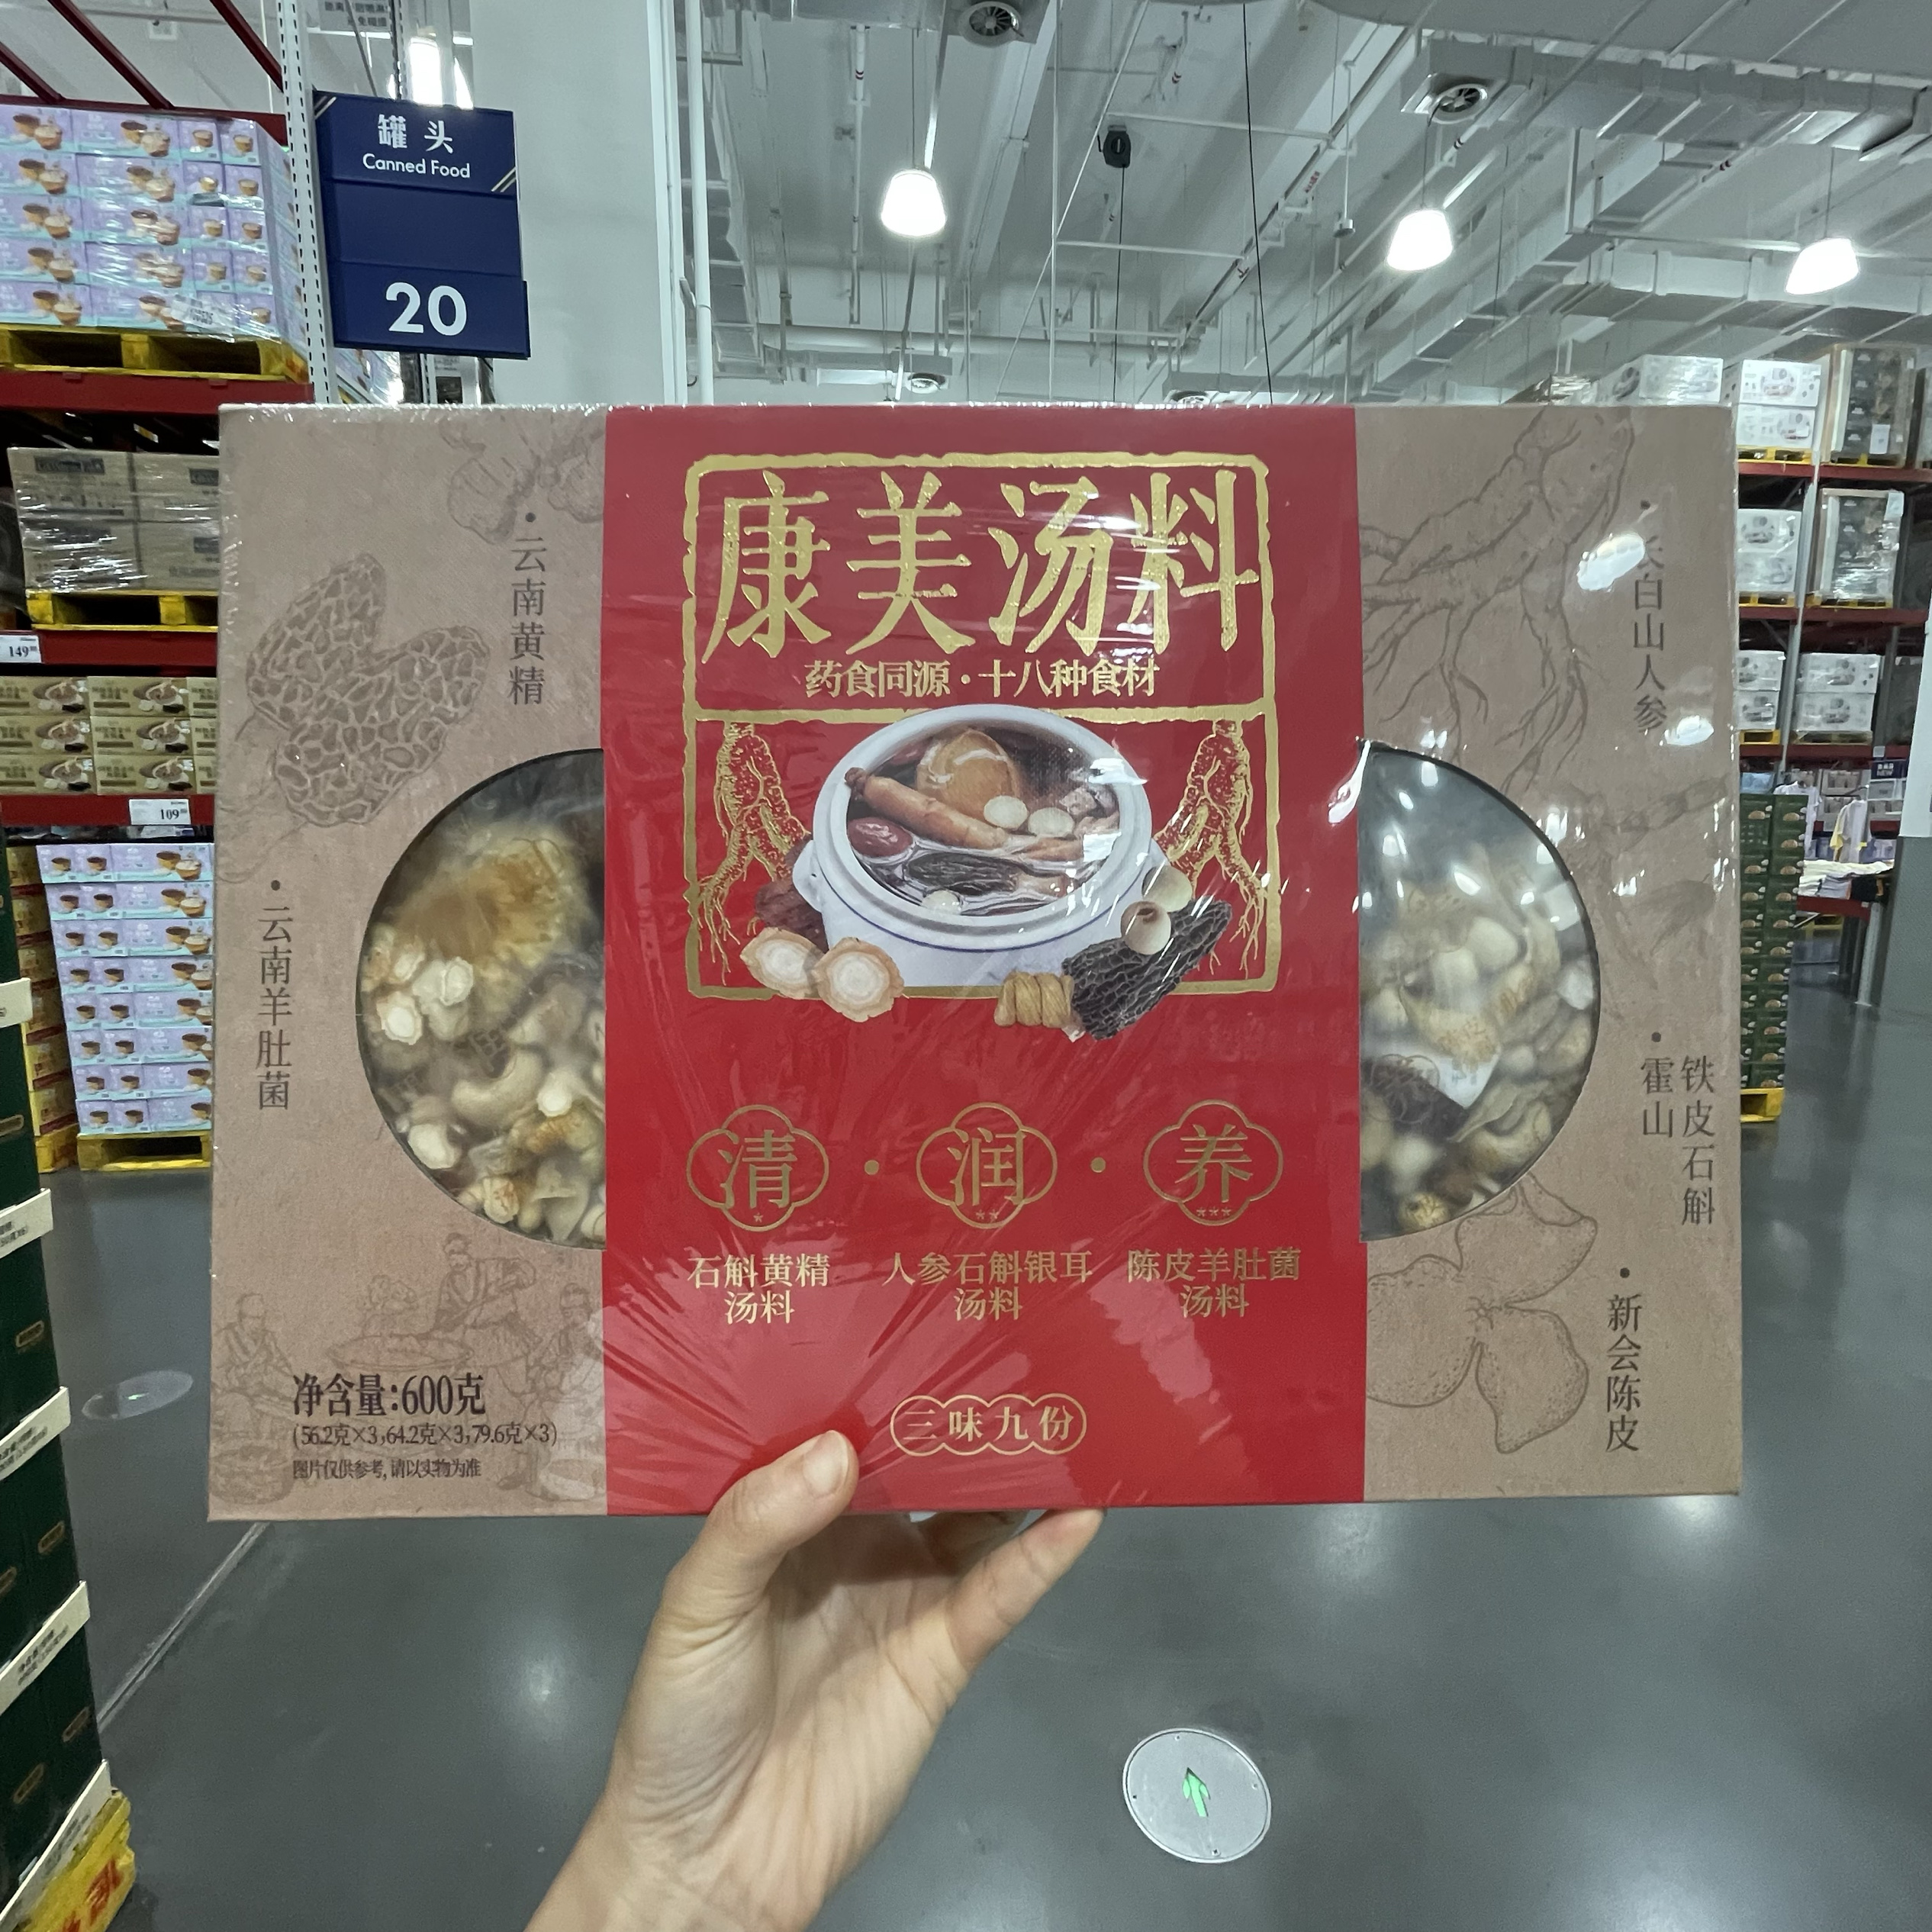 罐头
Canned Food
20
149
109
康美汤料
药食同源·十八种食材
·云南黄精
·云南羊肚菌
白山人参
·霍山
铁皮石斛
·新会陈皮
清·润·养
石斛黄精
汤料
人参石斛银耳
汤料
陈皮羊肚菌
汤料
三味九份
净含量:600克
(56.2克×3,64.2克×3,79.6克×3)
图片仅供参考,请以实物为准